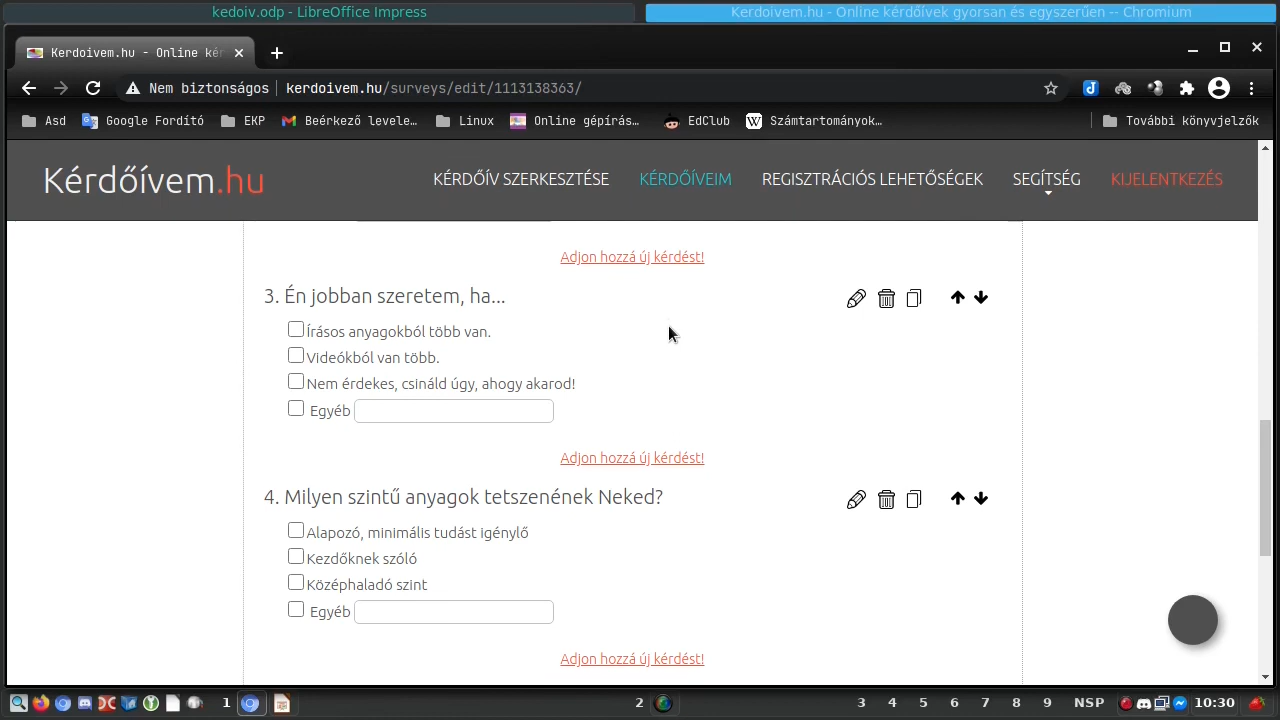 kedoiv.odp - LibreOffice Impress
Kerdoivem.hu - Online kérdőívek gyorsan és egyszerűen -- Chromium
Kerdoivem.hu - Online kér
Nem biztonságos kerdoivem.hu/surveys/edit/1113138363/
Asd Google Fordító EKP Beérkező levele… Linux Online gépírás… EdClub Számtartományok… További könyvjelzők
Kérdőívem.hu KÉRDŐÍV SZERKESZTÉSE KÉRDŐÍVEIM REGISZTRÁCIÓS LEHETŐSÉGEK SEGÍTSÉG KIJELENTKEZÉS
Adjon hozzá új kérdést!
3. Én jobban szeretem, ha...
Írásos anyagokból több van.
Videókból van több.
Nem érdekes, csináld úgy, ahogy akarod!
Egyéb
Adjon hozzá új kérdést!
4. Milyen szintű anyagok tetszenének Neked?
Alapozó, minimális tudást igénylő
Kezdőknek szóló
Középhaladó szint
Egyéb
Adjon hozzá új kérdést!
1 2 3 4 5 6 7 8 9 NSP 10:30